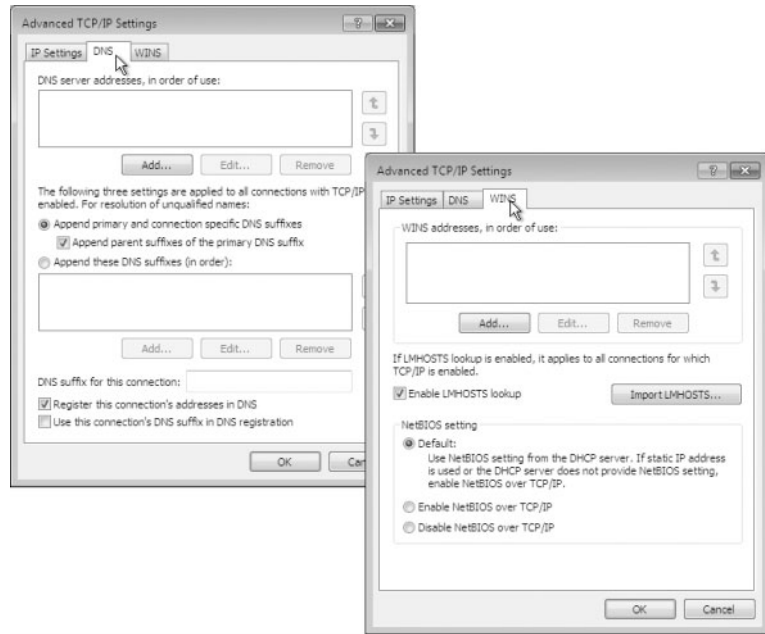 Advanced TCP/IP Settings
IP Settings DNS WINS
DNS server addresses, in order of use:
Add... Edit... Remove
The following three settings are applied to all connections with TCP/IP
enabled. For resolution of unqualified names:
Append primary and connection specific DNS suffixes
Append parent suffixes of the primary DNS suffix
Append these DNS suffixes (in order):
Add... Edit... Remove
DNS suffix for this connection:
Register this connection's addresses in DNS
Use this connection's DNS suffix in DNS registration
OK Can
Advanced TCP/IP Settings
IP Settings DNS WINS
WINS addresses, in order of use:
Add... Edit... Remove
If LMHOSTS lookup is enabled, it applies to all connections for which
TCP/IP is enabled.
Enable LMHOSTS lookup Import LMHOSTS...
NetBIOS setting
Default:
Use NetBIOS setting from the DHCP server. If static IP address
is used or the DHCP server does not provide NetBIOS setting,
enable NetBIOS over TCP/IP.
Enable NetBIOS over TCP/IP
Disable NetBIOS over TCP/IP
OK Cancel